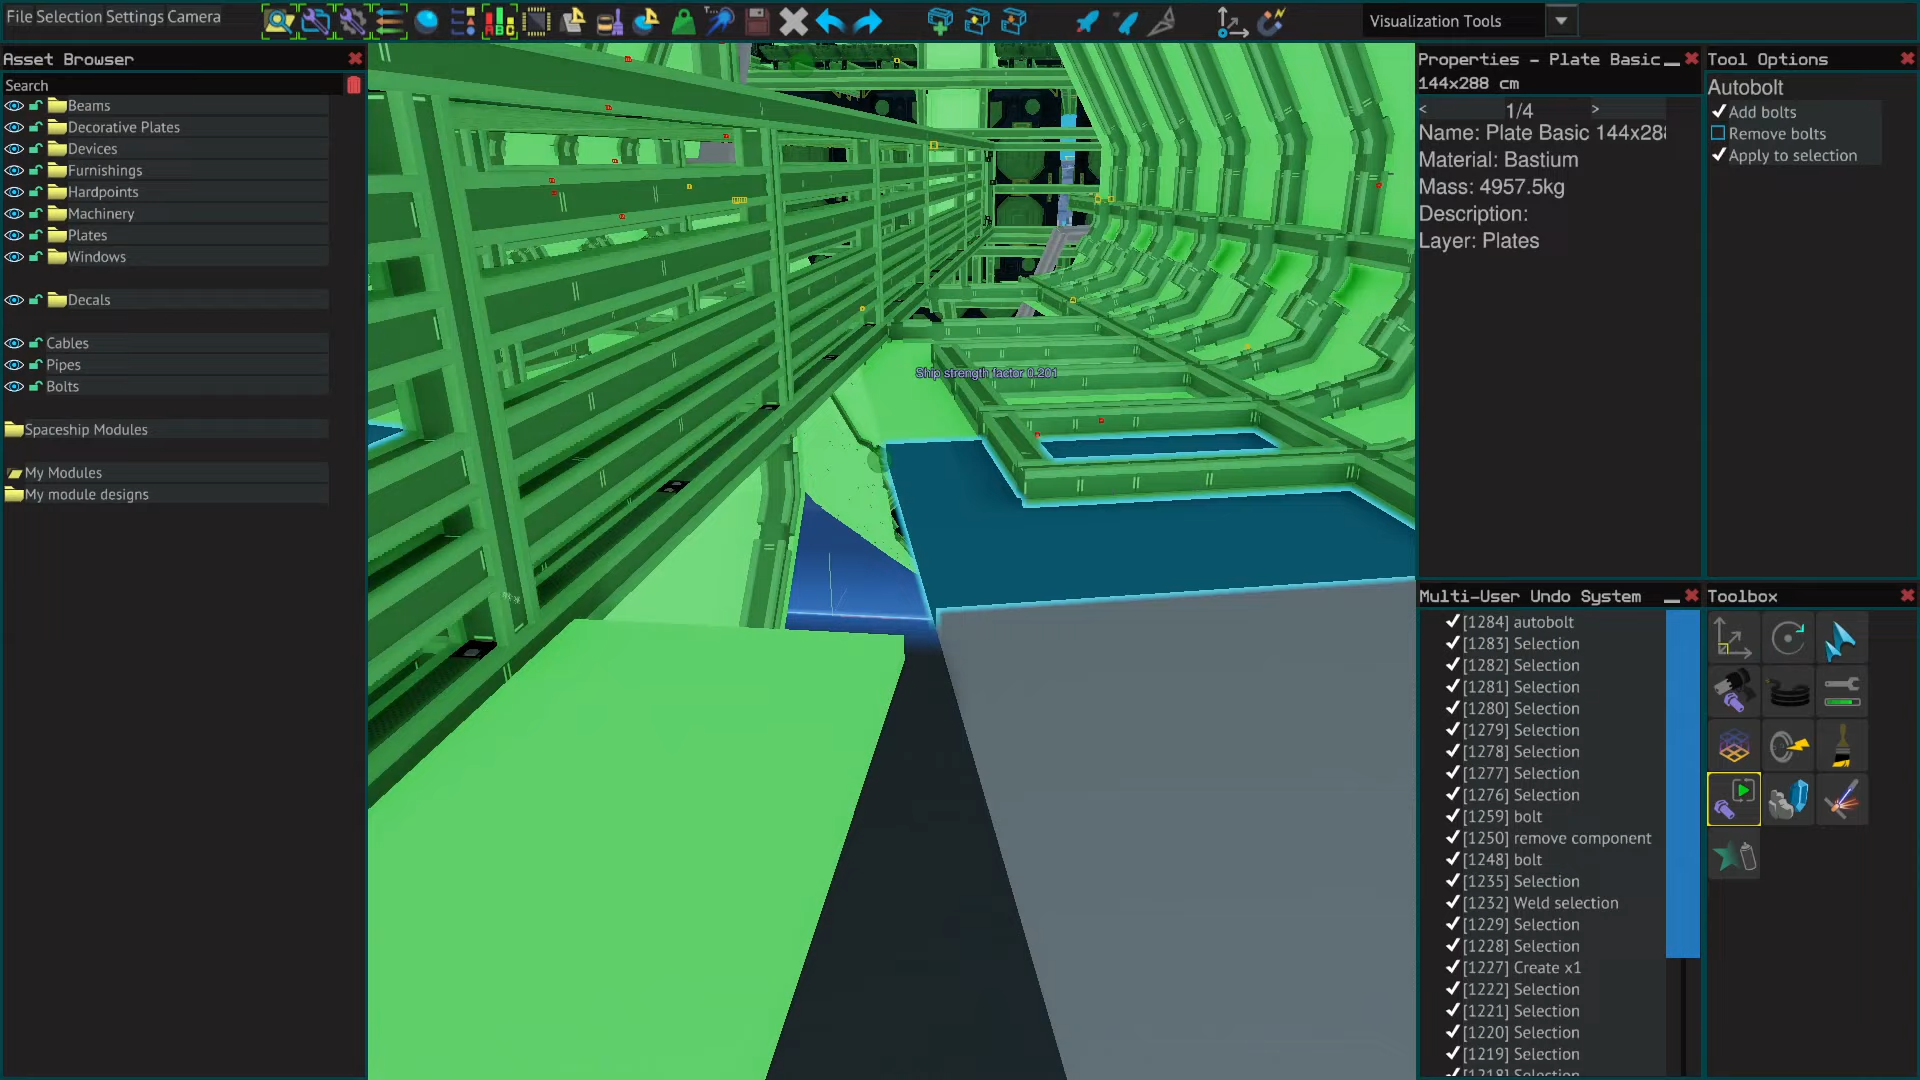 File Selection Settings Camera
Visualization Tools
Asset Browser
Search
Beams
Decorative Plates
Devices
Furnishings
Hardpoints
Machinery
Plates
Windows
Decals
Cables
Pipes
Bolts
Spaceship Modules
My Modules
My module designs
Ship strength factor 0.201
Properties - Plate Basic
144x288 cm
< 1/4 >
Name: Plate Basic 144x288
Material: Bastium
Mass: 4957.5kg
Description:
Layer: Plates
Tool Options
Autobolt
Add bolts
Remove bolts
Apply to selection
Multi-User Undo System
[1284] autobolt
[1283] Selection
[1282] Selection
[1281] Selection
[1280] Selection
[1279] Selection
[1278] Selection
[1277] Selection
[1276] Selection
[1259] bolt
[1250] remove component
[1248] bolt
[1235] Selection
[1232] Weld selection
[1229] Selection
[1228] Selection
[1227] Create x1
[1222] Selection
[1221] Selection
[1220] Selection
[1219] Selection
[1218] Selection
Toolbox